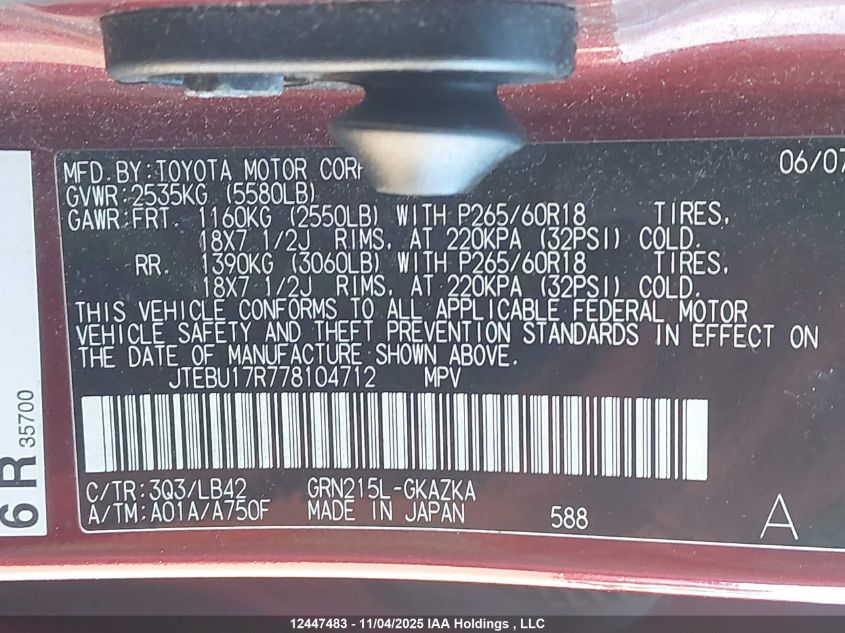 MFD. BY: TOYOTA MOTOR CORP 06/07
GVWR: 2535KG (5580LB)
GAWR: FRT. 1160KG (2550LB) WITH P265/60R18 TIRES,
18X7 1/2J RIMS, AT 220KPA (32PSI) COLD.
RR. 1390KG (3060LB) WITH P265/60R18 TIRES,
18X7 1/2J RIMS, AT 220KPA (32PSI) COLD.
THIS VEHICLE CONFORMS TO ALL APPLICABLE FEDERAL MOTOR
VEHICLE SAFETY AND THEFT PREVENTION STANDARDS IN EFFECT ON
THE DATE OF MANUFACTURE SHOWN ABOVE.
JTEBU17R778104712 MPV
C/TR: 3Q3/LB42 GRN215L-GKAZKA
A/TM: A01A/A750F MADE IN JAPAN 588 A
6 R 35700
12447483 - 11/04/2025 IAA Holdings , LLC